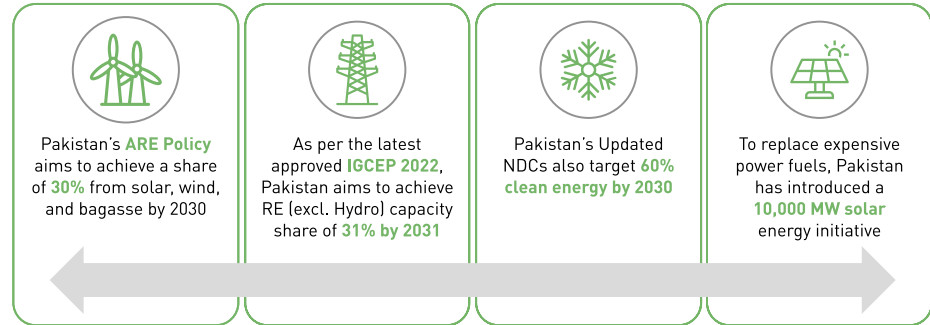 Pakistan's ARE Policy
aims to achieve a share
of 30% from solar, wind,
and bagasse by 2030
As per the latest
approved IGCEP 2022,
Pakistan aims to achieve
RE (excl. Hydro) capacity
share of 31% by 2031
Pakistan's Updated
NDCs also target 60%
clean energy by 2030
To replace expensive
power fuels, Pakistan
has introduced a
10,000 MW solar
energy initiative